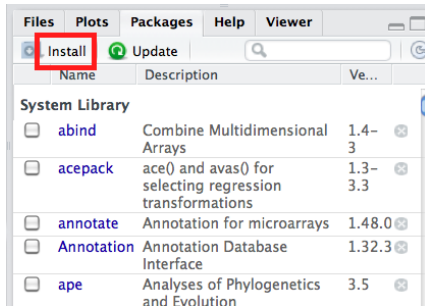 Files Plots Packages Help Viewer
Install Update
Name Description Ve...
System Library
abind Combine Multidimensional 1.4-
Arrays 3
acepack ace() and avas() for 1.3-
selecting regression 3.3
transformations
annotate Annotation for microarrays 1.48.0
Annotation Annotation Database 1.32.3
Interface
ape Analyses of Phylogenetics 3.5
and Evolution